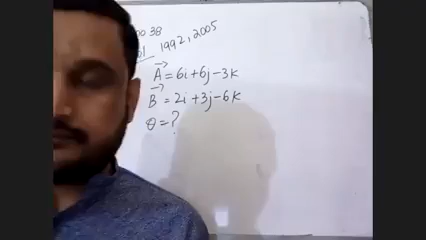 38
1992, 2005
A = 6i + 6j - 3k
B = 2i + 3j - 6k
θ = ?